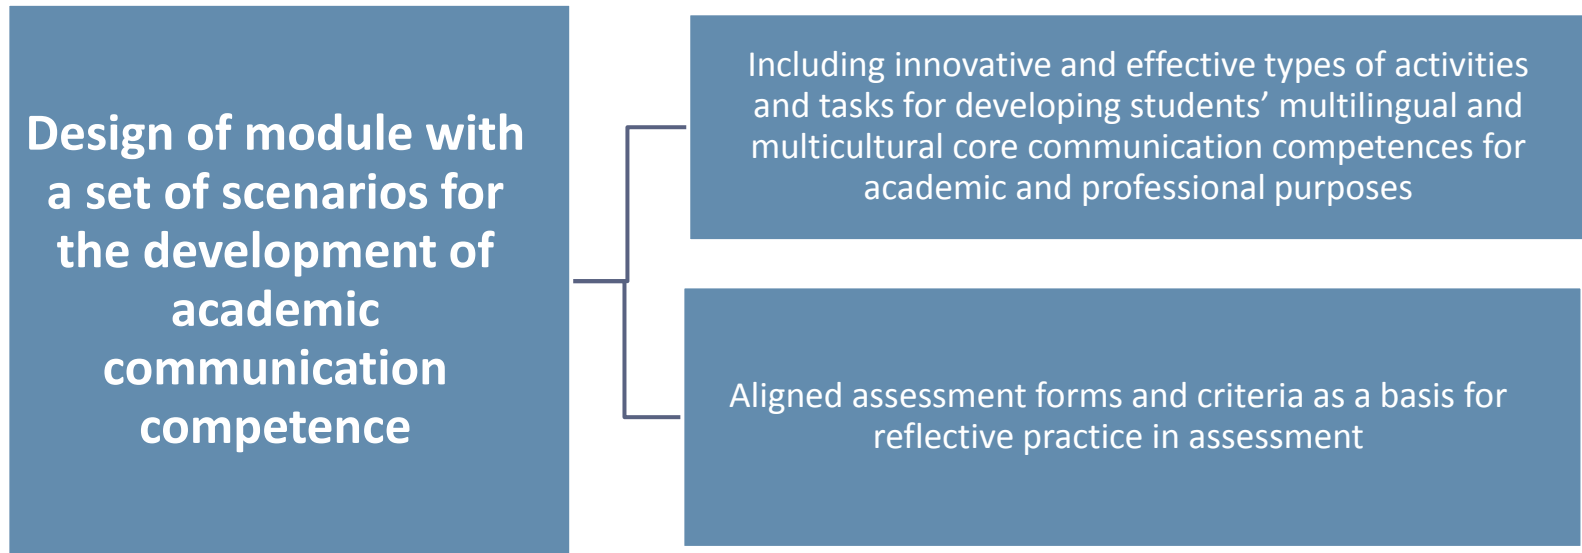 Design of module with
a set of scenarios for
the development of
academic
communication
competence
Including innovative and effective types of activities
and tasks for developing students’ multilingual and
multicultural core communication competences for
academic and professional purposes
Aligned assessment forms and criteria as a basis for
reflective practice in assessment